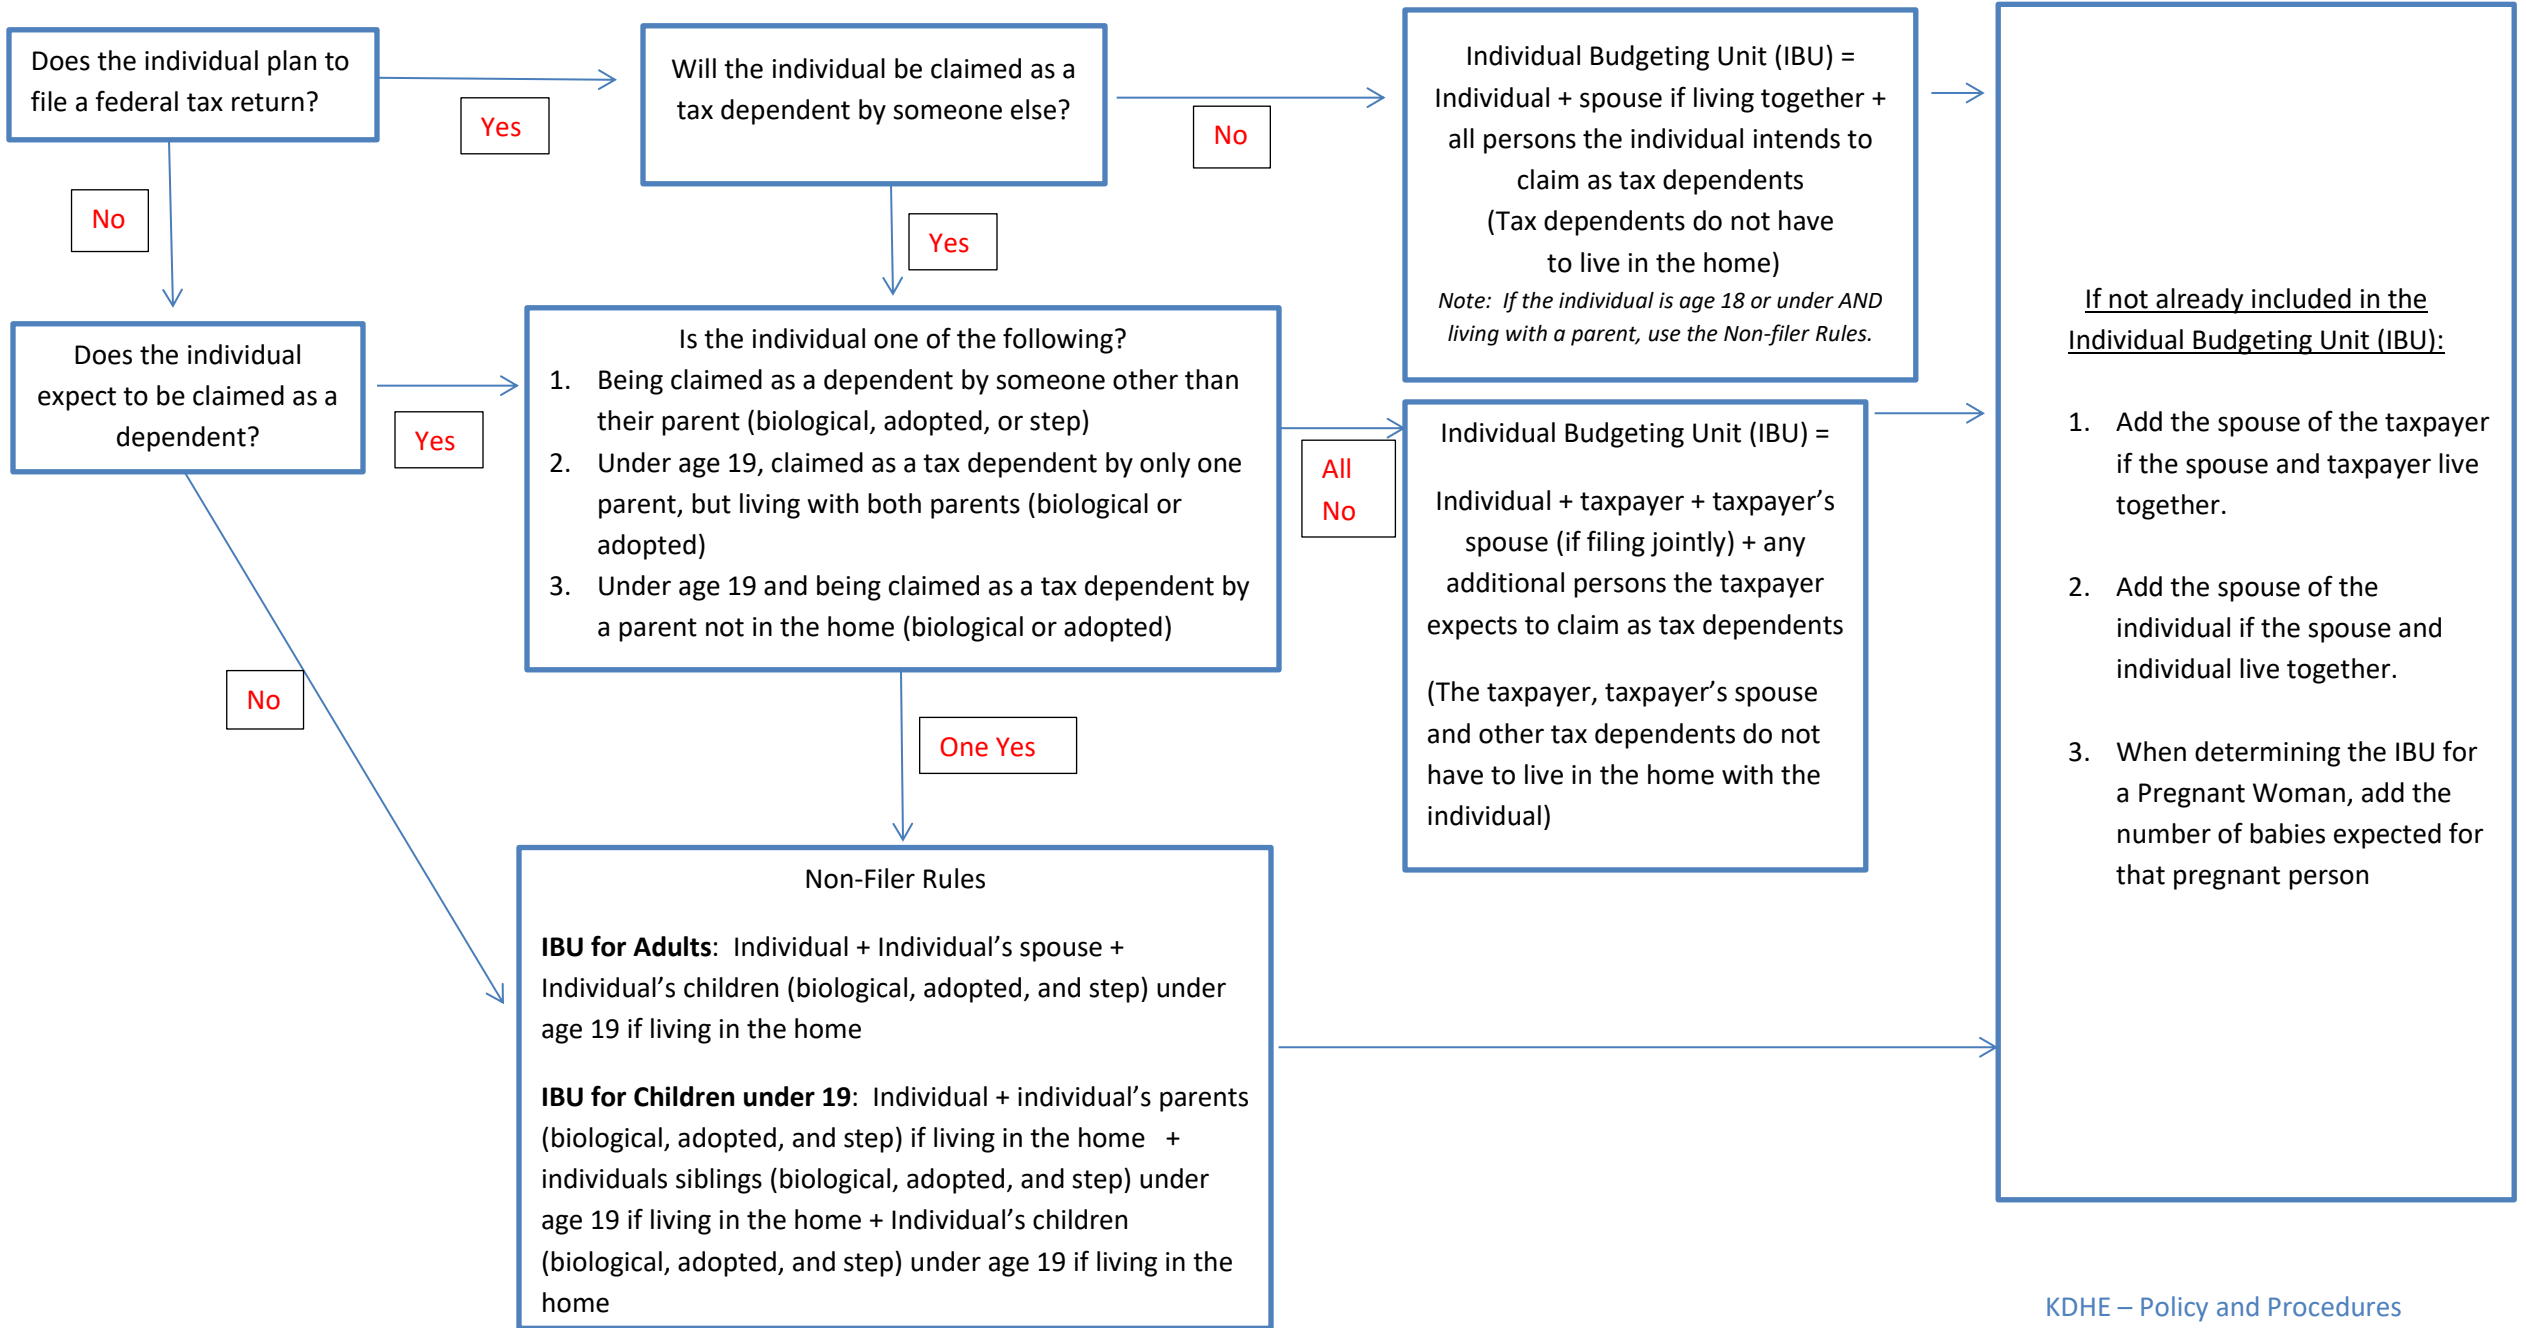 Does the individual plan to
file a federal tax return?
Yes
No
Will the individual be claimed as a
tax dependent by someone else?
No
Yes
Individual Budgeting Unit (IBU) =
Individual + spouse if living together +
all persons the individual intends to
claim as tax dependents
(Tax dependents do not have
to live in the home)
Note: If the individual is age 18 or under AND
living with a parent, use the Non-filer Rules.
Does the individual
expect to be claimed as a
dependent?
Yes
No
Is the individual one of the following?
1. Being claimed as a dependent by someone other than
their parent (biological, adopted, or step)
2. Under age 19, claimed as a tax dependent by only one
parent, but living with both parents (biological or
adopted)
3. Under age 19 and being claimed as a tax dependent by
a parent not in the home (biological or adopted)
All
No
One Yes
Individual Budgeting Unit (IBU) =
Individual + taxpayer + taxpayer’s
spouse (if filing jointly) + any
additional persons the taxpayer
expects to claim as tax dependents
(The taxpayer, taxpayer’s spouse
and other tax dependents do not
have to live in the home with the
individual)
Non-Filer Rules
IBU for Adults: Individual + Individual’s spouse +
Individual’s children (biological, adopted, and step) under
age 19 if living in the home
IBU for Children under 19: Individual + individual’s parents
(biological, adopted, and step) if living in the home +
individuals siblings (biological, adopted, and step) under
age 19 if living in the home + Individual’s children
(biological, adopted, and step) under age 19 if living in the
home
If not already included in the
Individual Budgeting Unit (IBU):
1. Add the spouse of the taxpayer
if the spouse and taxpayer live
together.
2. Add the spouse of the
individual if the spouse and
individual live together.
3. When determining the IBU for
a Pregnant Woman, add the
number of babies expected for
that pregnant person
KDHE – Policy and Procedures